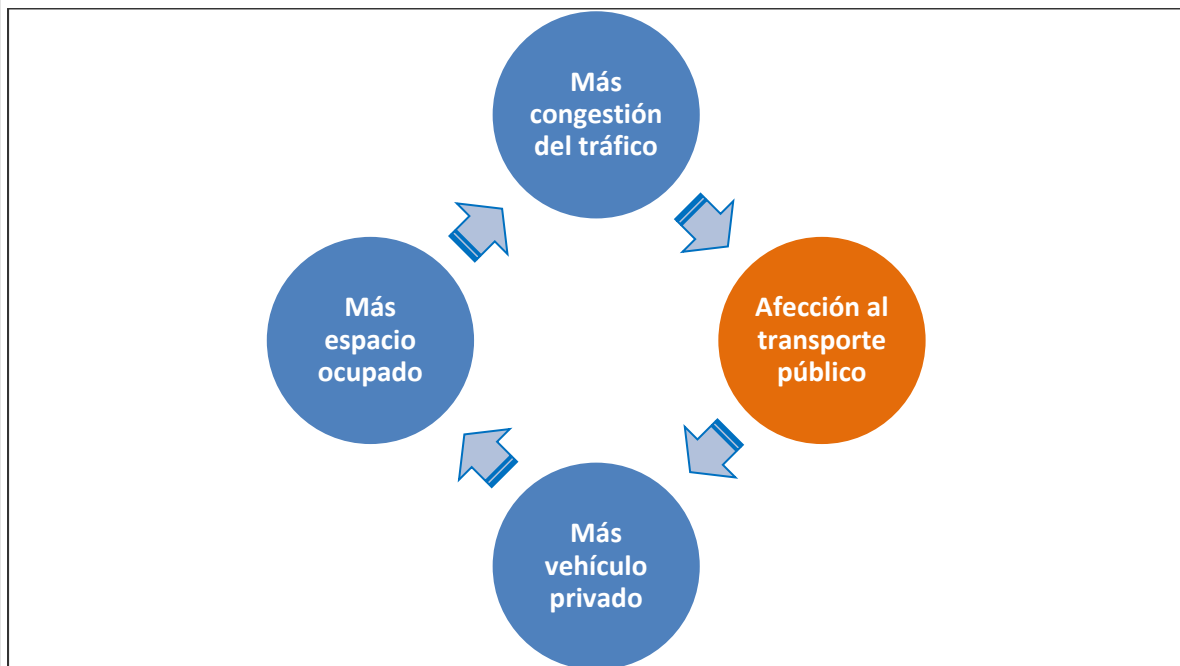 Más
congestión
del tráfico
Afección al
transporte
público
Más
vehículo
privado
Más
espacio
ocupado